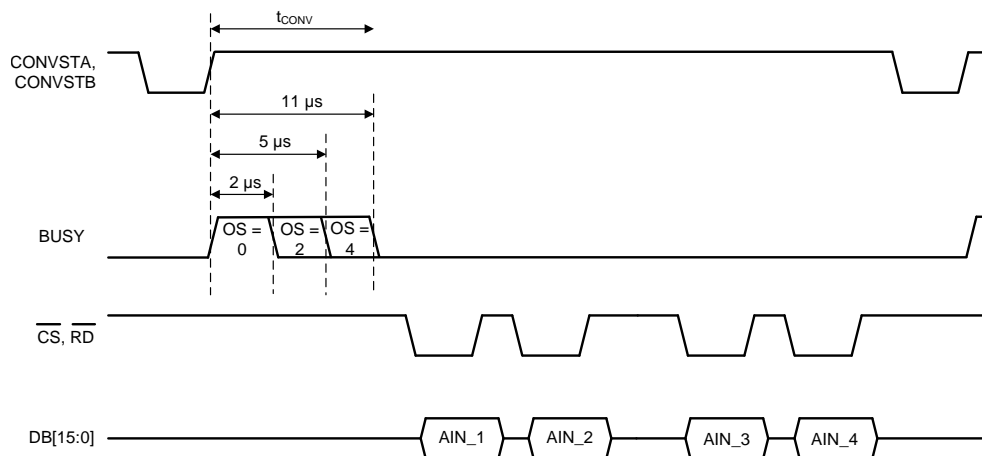 tCONV
CONVSTA,
CONVSTB
11 µs
5 µs
2 µs
BUSY
OS =
0
OS =
2
OS =
4
CS, RD
DB[15:0]
AIN_1
AIN_2
AIN_3
AIN_4